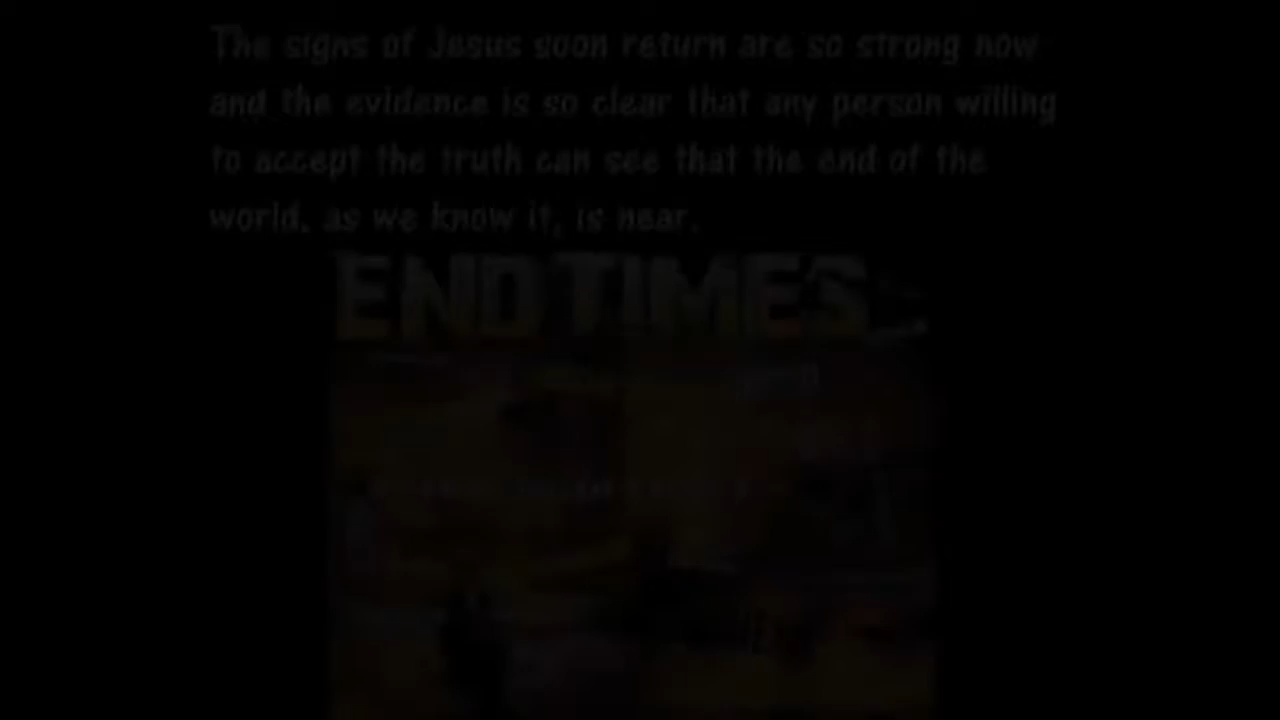 The signs of Jesus soon return are so strong now
and the evidence is so clear that any person willing
to accept the truth can see that the end of the
world, as we know it, is near.
END TIMES